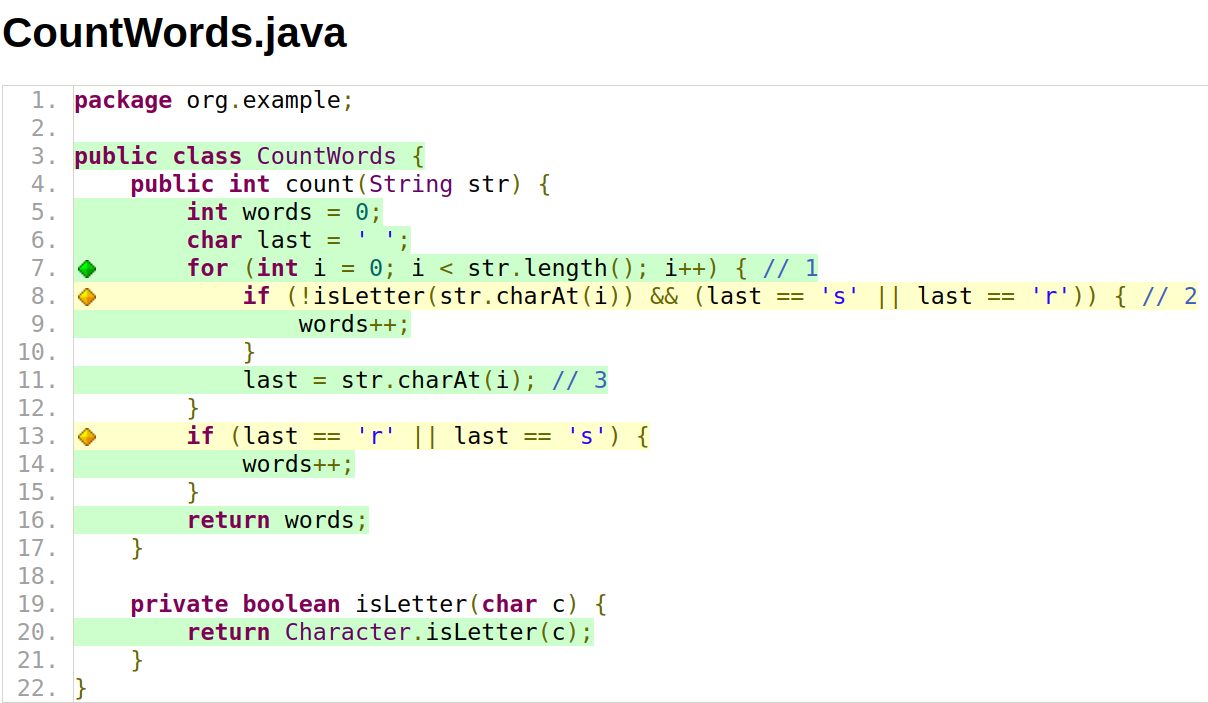 CountWords.java
1. package org.example;
2.
3. public class CountWords {
4.     public int count(String str) {
5.         int words = 0;
6.         char last = ' ';
7.         for (int i = 0; i < str.length(); i++) { // 1
8.             if (!isLetter(str.charAt(i)) && (last == 's' || last == 'r')) { // 2
9.                 words++;
10.             }
11.             last = str.charAt(i); // 3
12.         }
13.         if (last == 'r' || last == 's') {
14.             words++;
15.         }
16.         return words;
17.     }
18.
19.     private boolean isLetter(char c) {
20.         return Character.isLetter(c);
21.     }
22. }